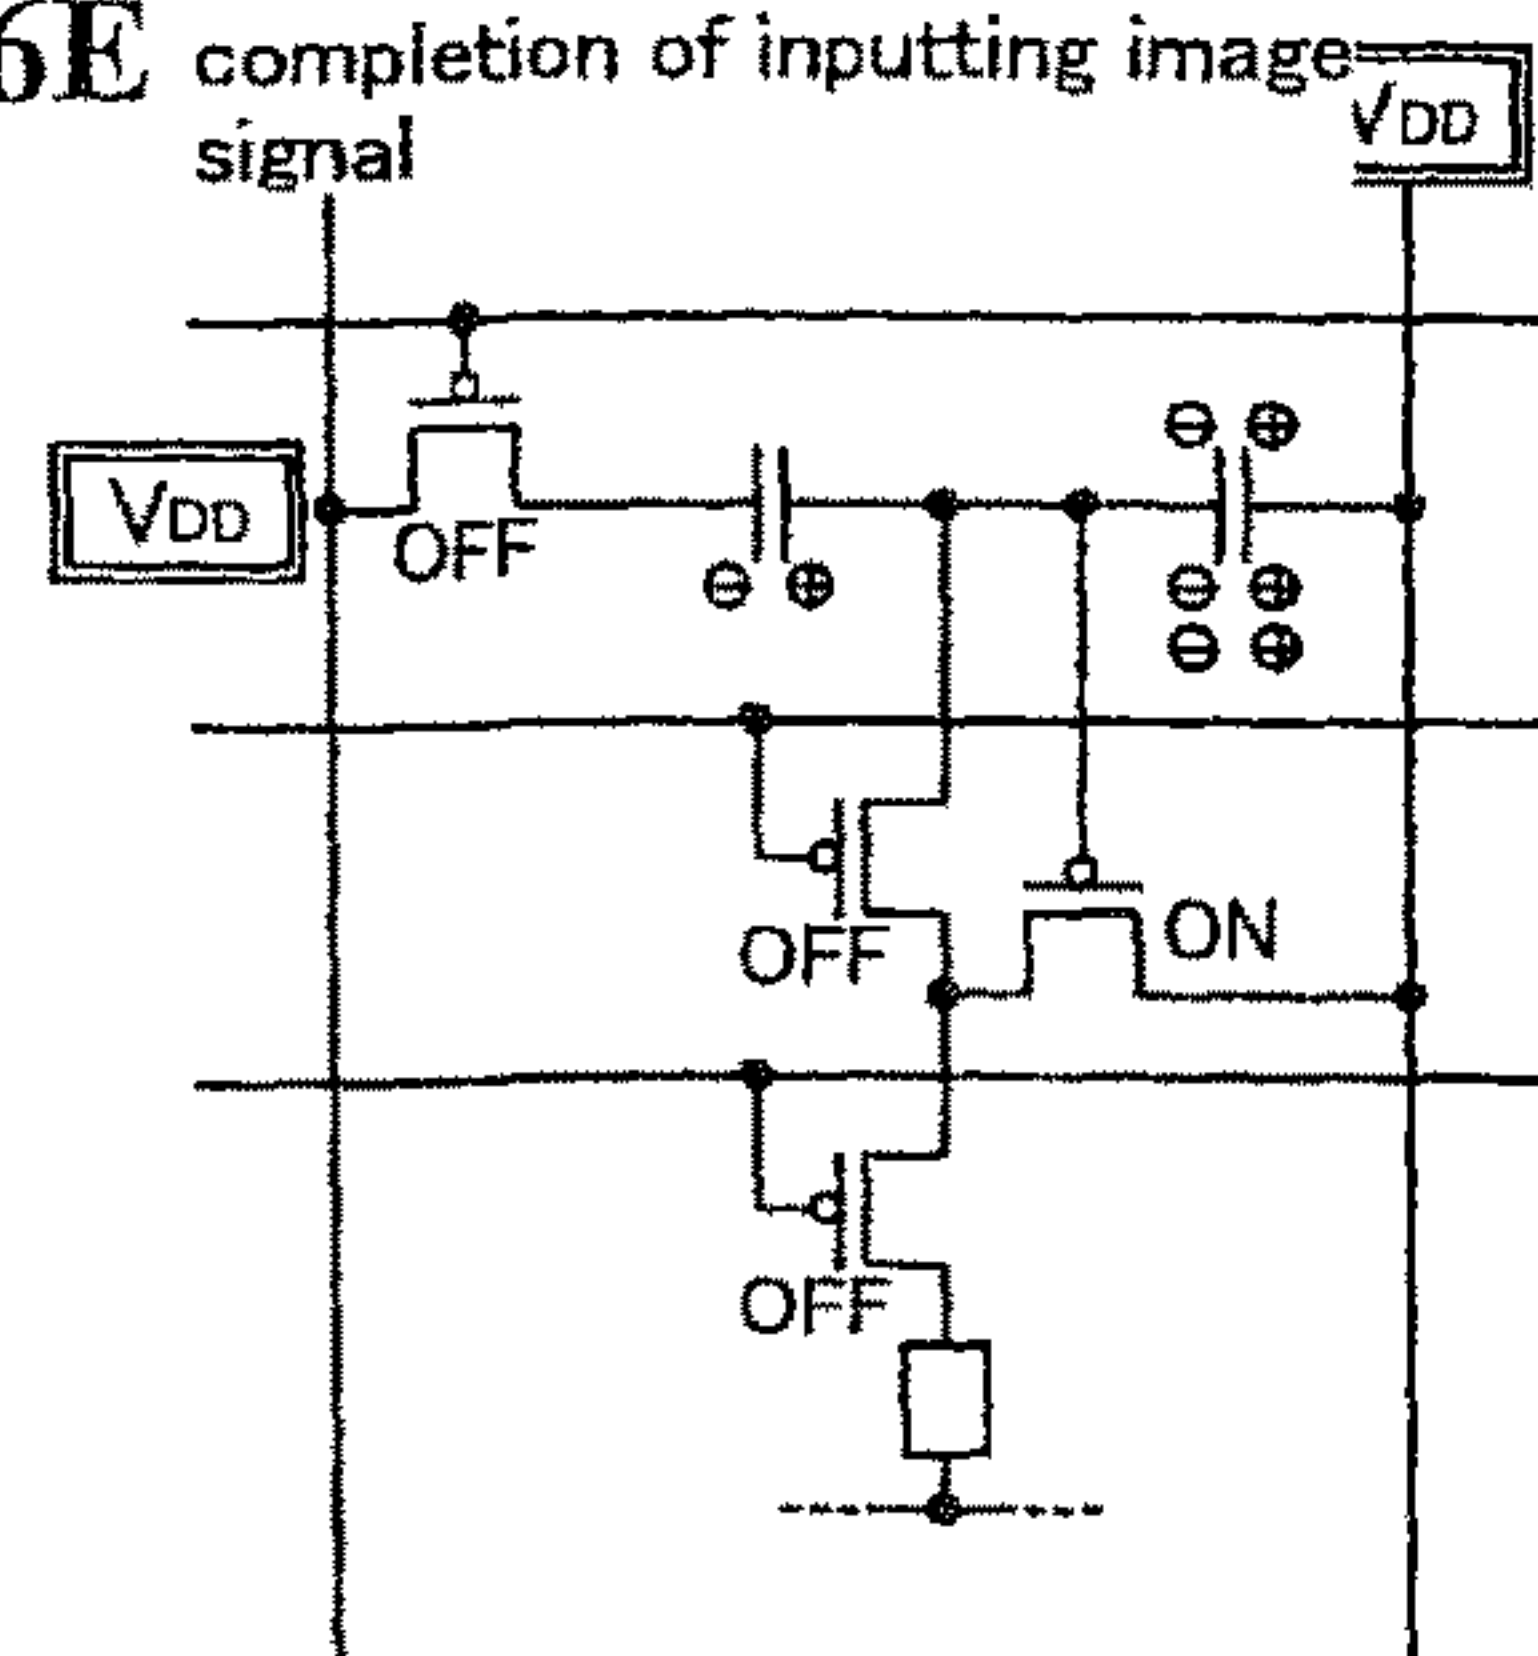 6E completion of inputting image
signal
VDD
VDD
OFF
⊖ ⊕
⊖ ⊕
⊖ ⊕
⊖ ⊕
OFF
ON
OFF